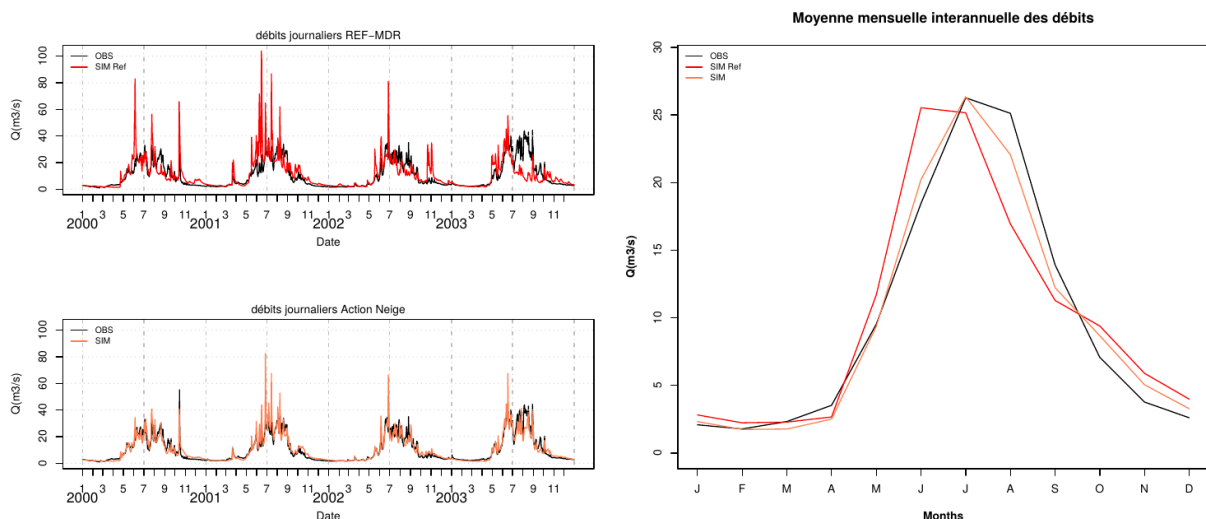 débits journaliers REF−MDR
OBS
SIM Ref
Q(m3/s)
100
80
60
40
20
0
1 3 5 7 9 11 1 3 5 7 9 11 1 3 5 7 9 11 1 3 5 7 9 11
2000 2001 2002 2003
Date
débits journaliers Action Neige
OBS
SIM
Q(m3/s)
100
80
60
40
20
0
1 3 5 7 9 11 1 3 5 7 9 11 1 3 5 7 9 11 1 3 5 7 9 11
2000 2001 2002 2003
Date
Moyenne mensuelle interannuelle des débits
OBS
SIM Ref
SIM
Q(m3/s)
30
25
20
15
10
5
0
J F M A M J J A S O N D
Months